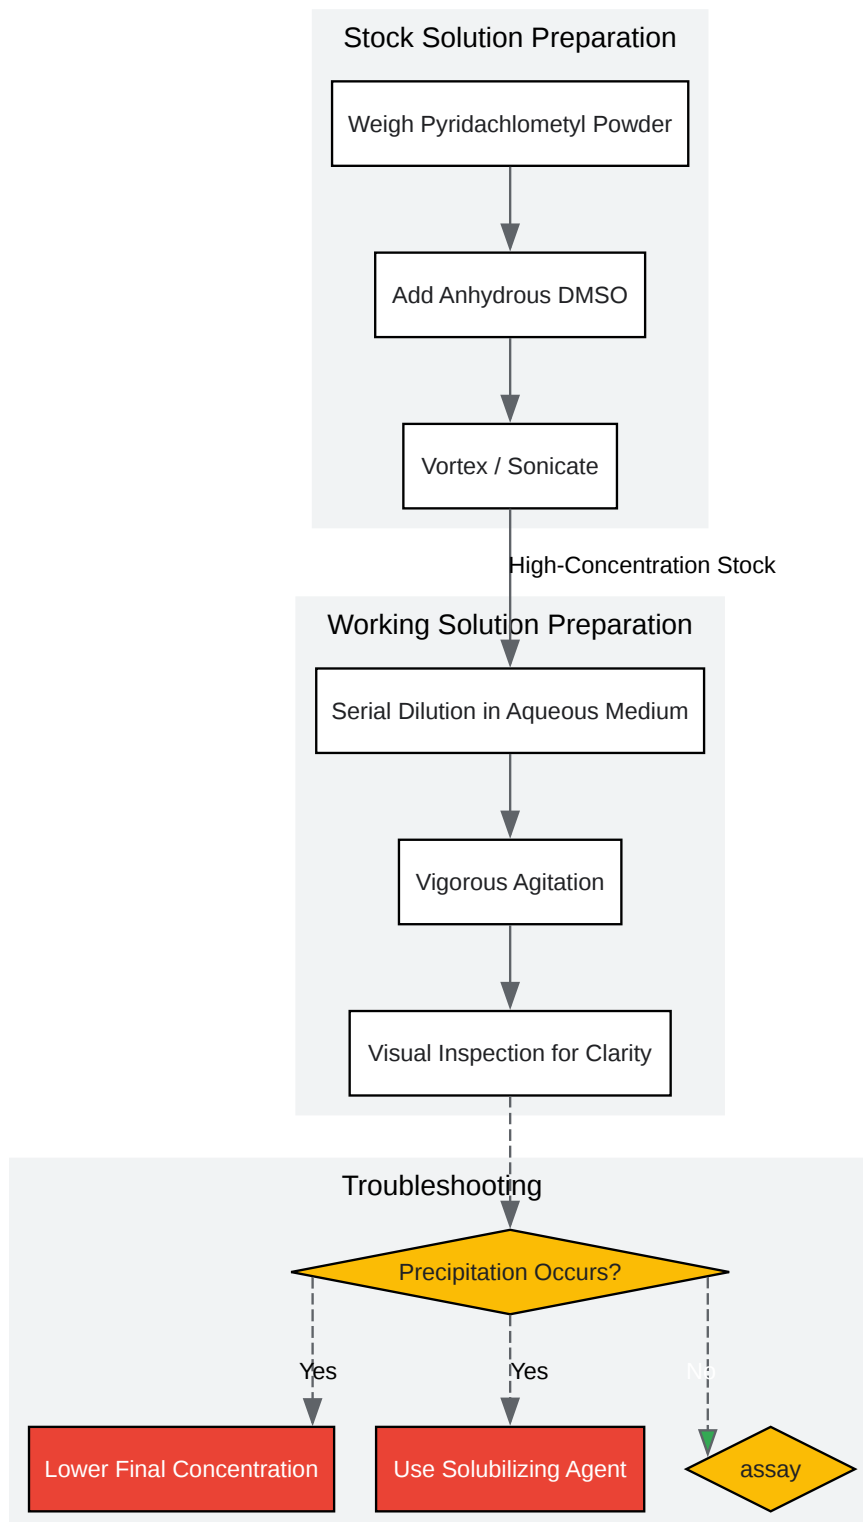 Stock Solution Preparation
Weigh Pyridachlometyl Powder
Add Anhydrous DMSO
Vortex / Sonicate
High-Concentration Stock
Working Solution Preparation
Serial Dilution in Aqueous Medium
Vigorous Agitation
Visual Inspection for Clarity
Troubleshooting
Precipitation Occurs?
Yes
Yes
No
Lower Final Concentration
Use Solubilizing Agent
assay